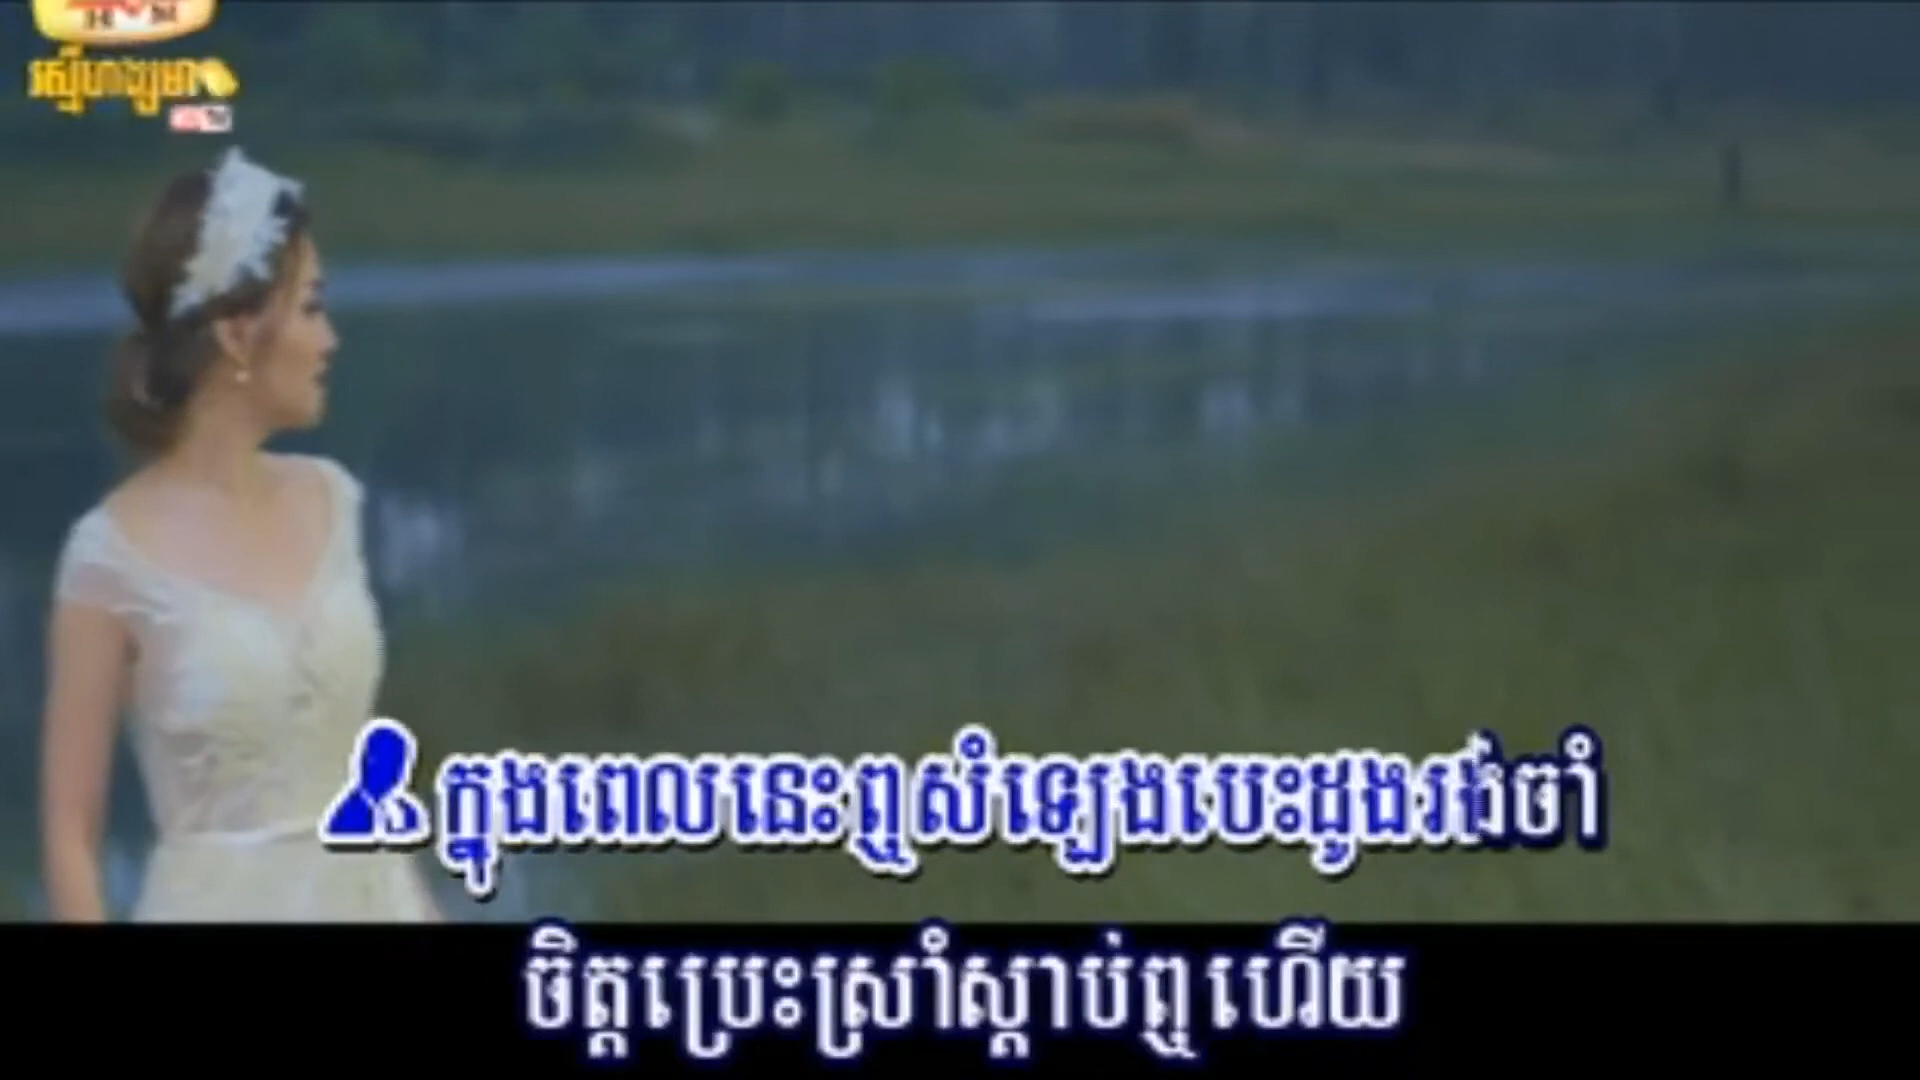 ក្នុងពេលនេះឮសំឡេងបេះដូងរង់ចាំ
ចិត្តប្រេះស្រាំស្តាប់ឮហើយ